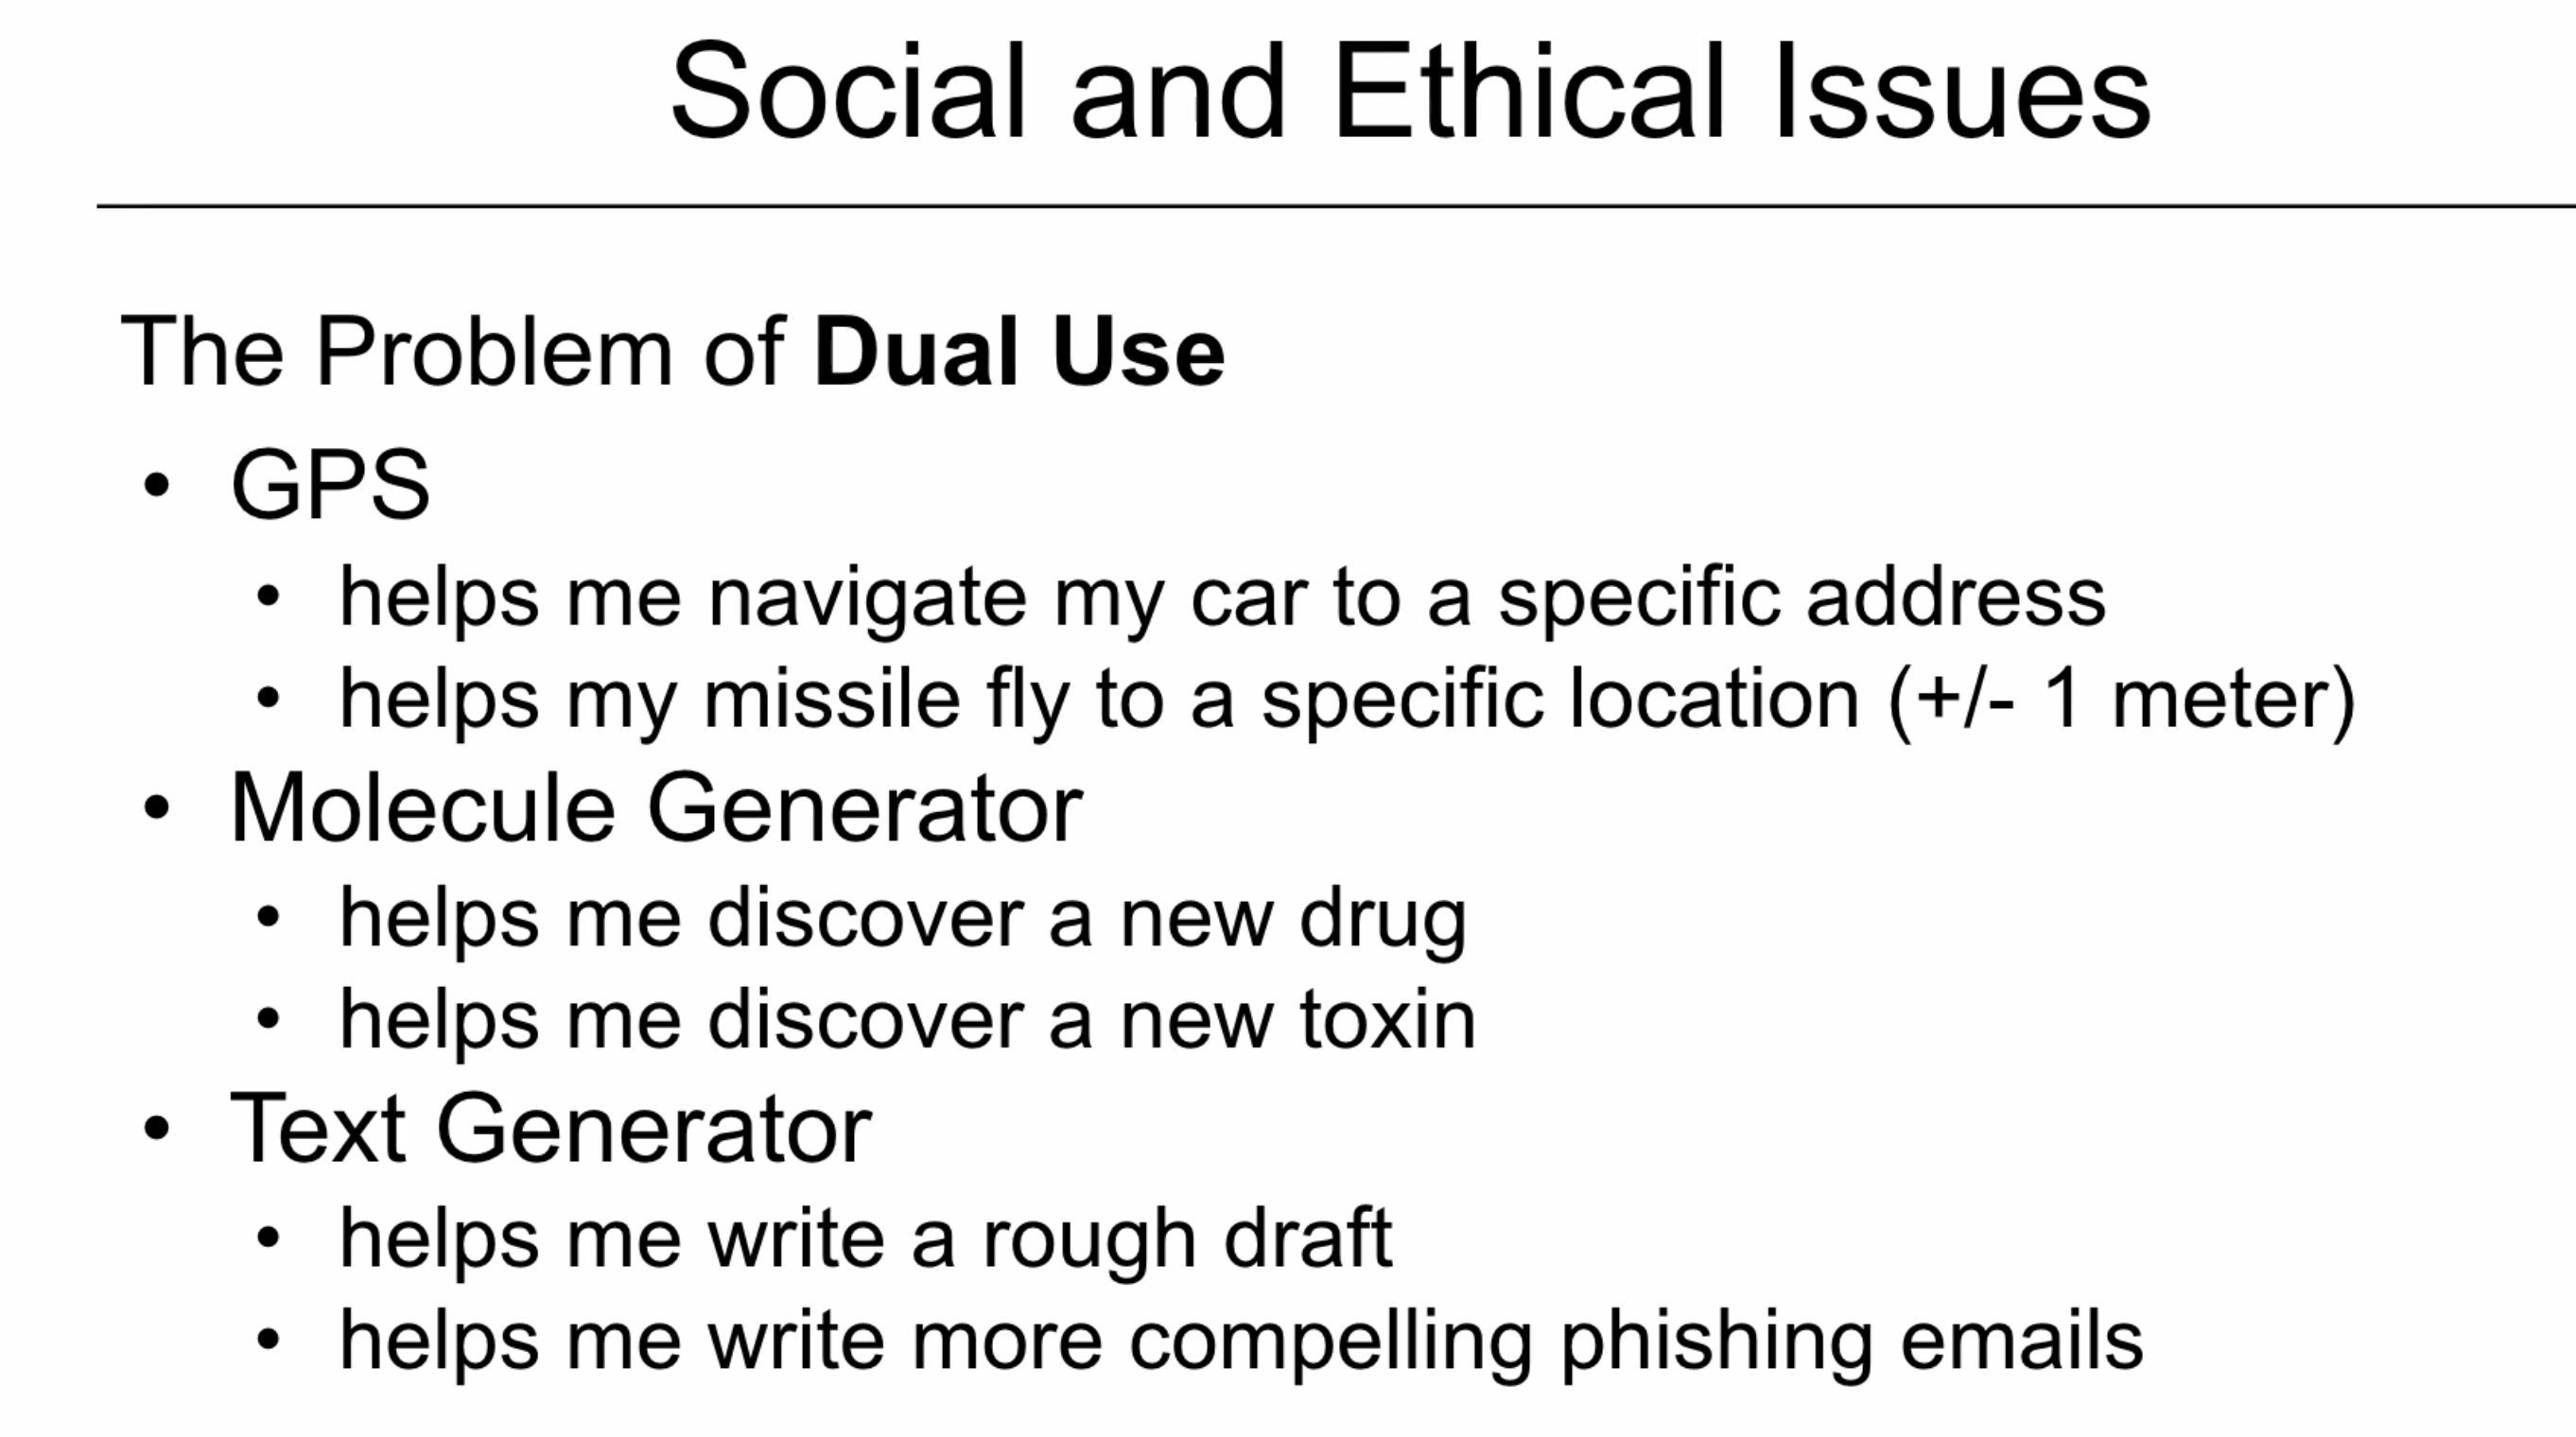 Social and Ethical Issues
The Problem of Dual Use
• GPS
• helps me navigate my car to a specific address
• helps my missile fly to a specific location (+/- 1 meter)
• Molecule Generator
• helps me discover a new drug
• helps me discover a new toxin
• Text Generator
• helps me write a rough draft
• helps me write more compelling phishing emails